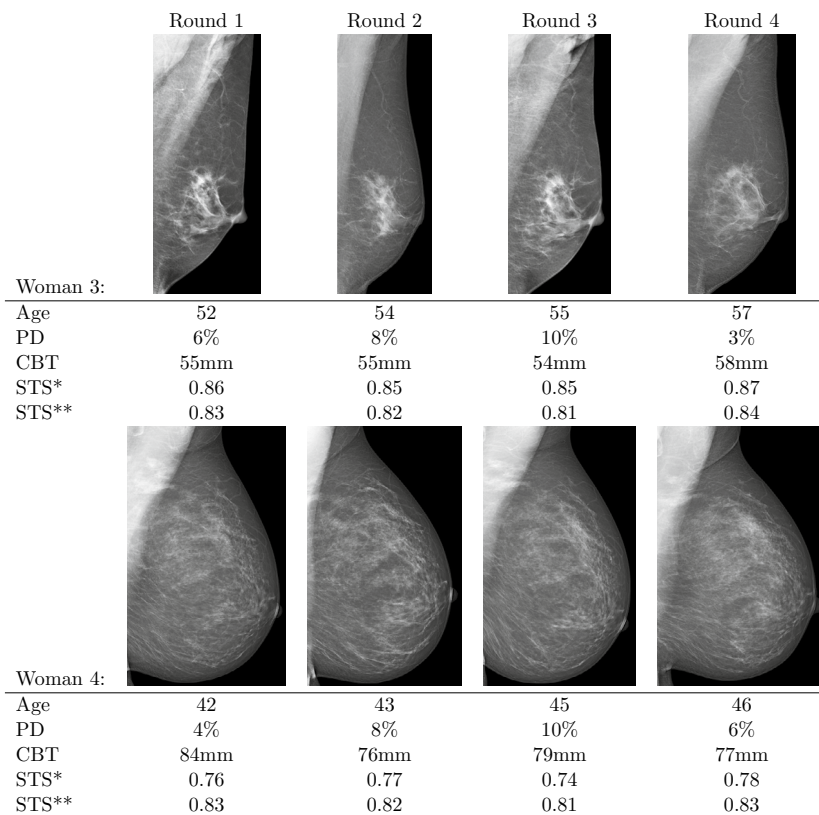 Round 1 Round 2 Round 3 Round 4
Woman 3:
Age 52 54 55 57
PD 6% 8% 10% 3%
CBT 55mm 55mm 54mm 58mm
STS* 0.86 0.85 0.85 0.87
STS** 0.83 0.82 0.81 0.84
Woman 4:
Age 42 43 45 46
PD 4% 8% 10% 6%
CBT 84mm 76mm 79mm 77mm
STS* 0.76 0.77 0.74 0.78
STS** 0.83 0.82 0.81 0.83